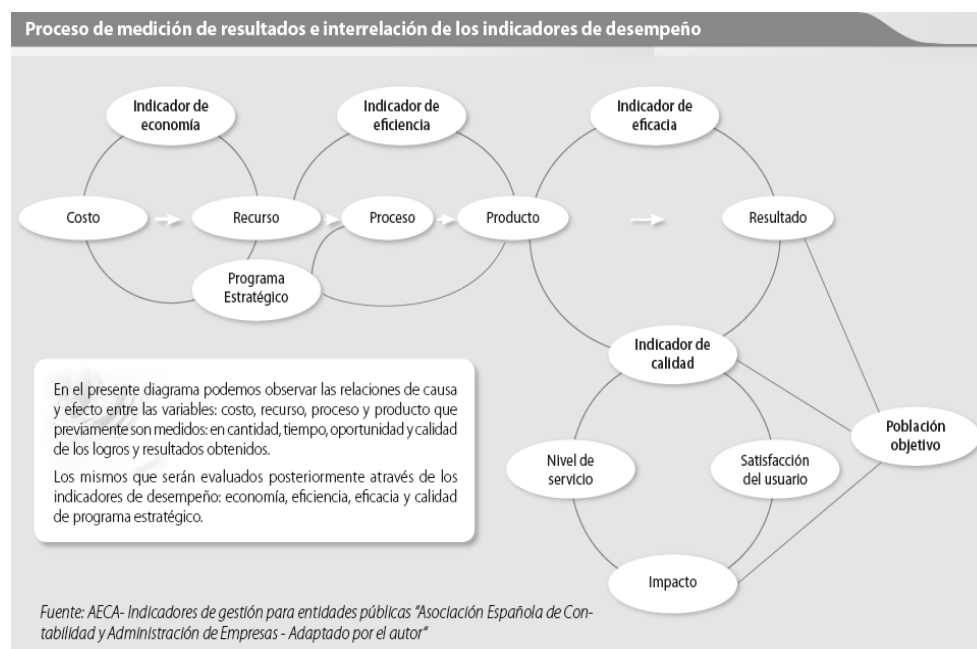 Proceso de medición de resultados e interrelación de los indicadores de desempeño
Indicador de
economía
Indicador de
eficiencia
Indicador de
eficacia
Costo
Recurso
Proceso
Producto
Resultado
Programa
Estratégico
Indicador de
calidad
En el presente diagrama podemos observar las relaciones de causa
y efecto entre las variables: costo, recurso, proceso y producto que
previamente son medidos: en cantidad, tiempo, oportunidad y calidad
de los logros y resultados obtenidos.
Los mismos que serán evaluados posteriormente através de los
indicadores de desempeño: economía, eficiencia, eficacia y calidad
de programa estratégico.
Población
objetivo
Nivel de
servicio
Satisfacción
del usuario
Impacto
Fuente: AECA- Indicadores de gestión para entidades públicas "Asociación Española de Con-
tabilidad y Administración de Empresas - Adaptado por el autor"